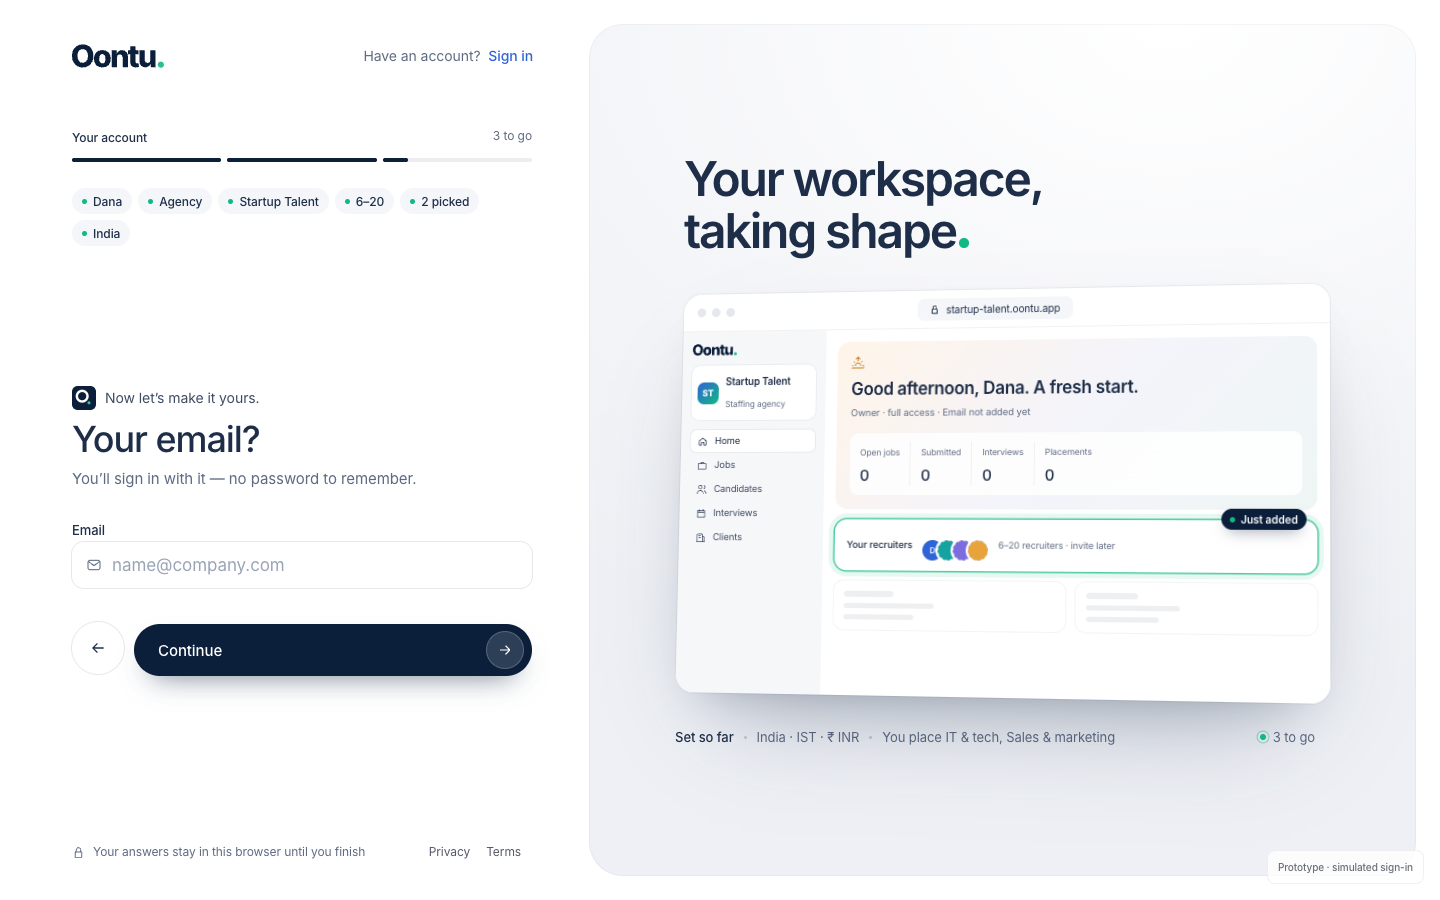 Oontu.
Have an account? Sign in
Your account
3 to go
Dana
Agency
Startup Talent
6–20
2 picked
India
Now let’s make it yours.
Your email?
You’ll sign in with it — no password to remember.
Email
name@company.com
Continue
Your answers stay in this browser until you finish
Privacy
Terms
Your workspace,
taking shape.
startup-talent.oontu.app
Oontu.
ST
Startup Talent
Staffing agency
Home
Jobs
Candidates
Interviews
Clients
Good afternoon, Dana. A fresh start.
Owner · full access · Email not added yet
Open jobs
0
Submitted
0
Interviews
0
Placements
0
Just added
Your recruiters
D
6–20 recruiters · invite later
Set so far • India · IST · ₹ INR • You place IT & tech, Sales & marketing
3 to go
Prototype · simulated sign-in